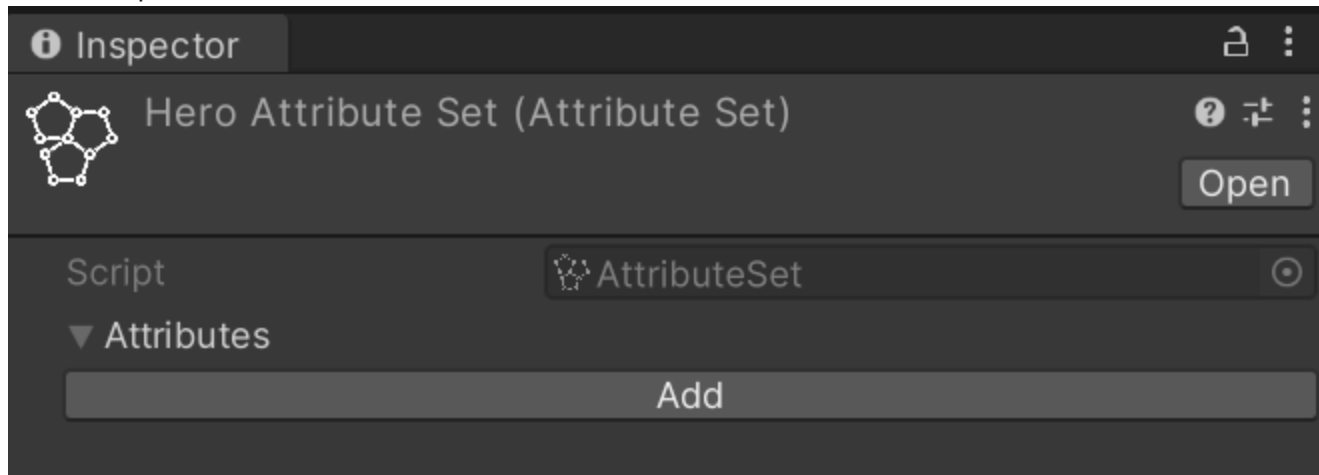 Inspector
Hero Attribute Set (Attribute Set)
Open
Script AttributeSet
Attributes
Add